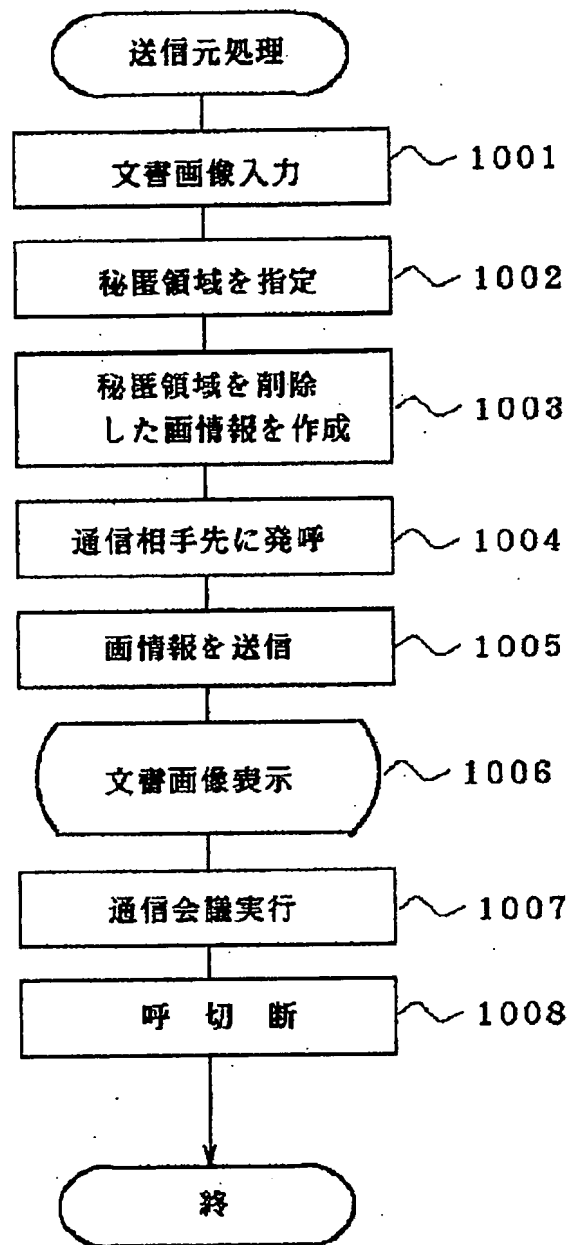 送信元処理
文書画像入力 1001
秘匿領域を指定 1002
秘匿領域を削除
した画情報を作成 1003
通信相手先に発呼 1004
画情報を送信 1005
文書画像表示 1006
通信会議実行 1007
呼 切 断 1008
終